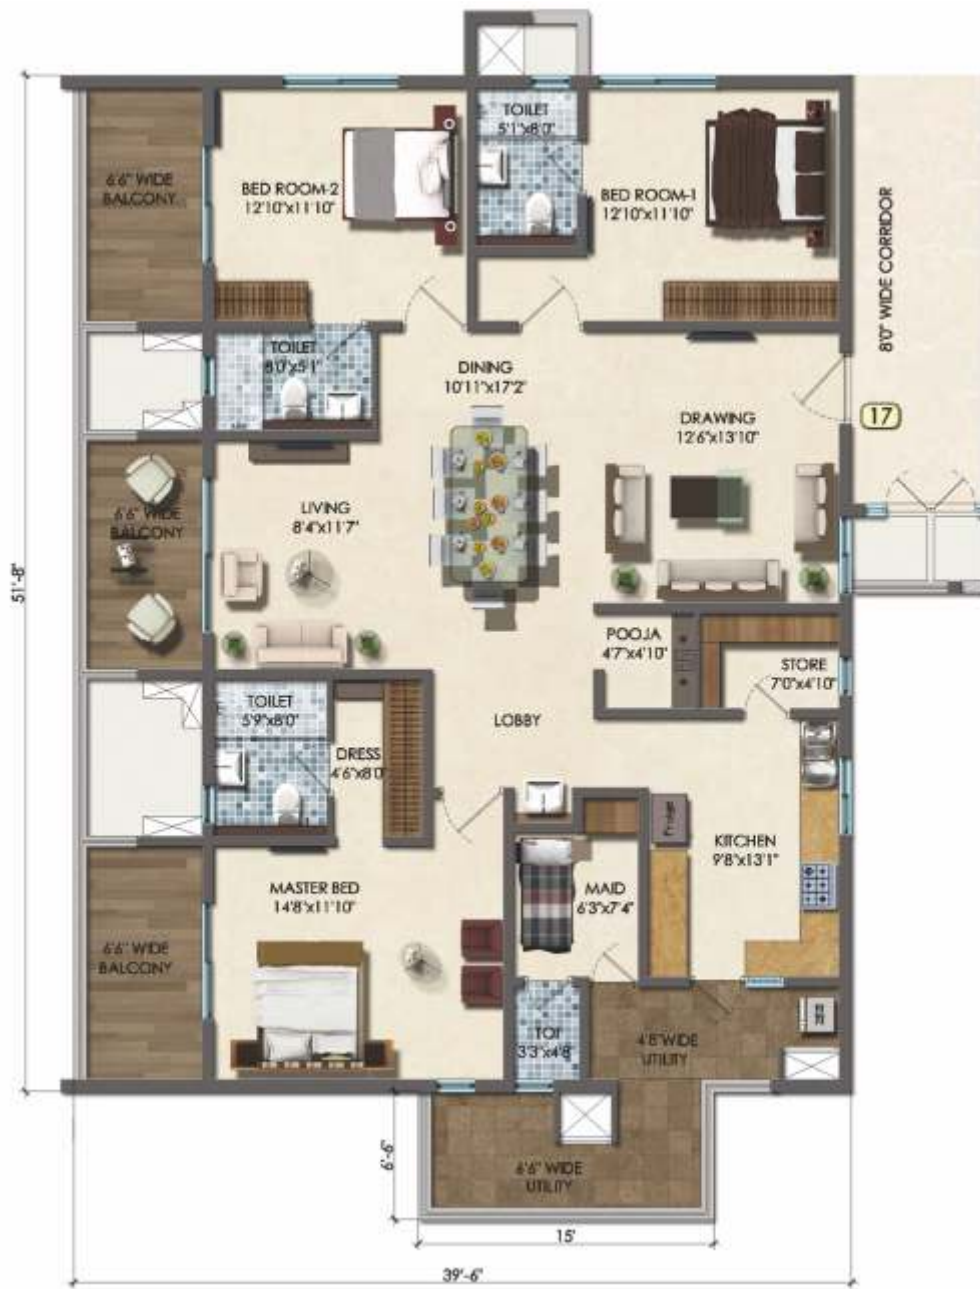 TOILET
5'1"x8'0"
6'6" WIDE
BALCONY
BED ROOM-2
12'10"x11'10"
BED ROOM-1
12'10"x11'10"
8'0" WIDE CORRIDOR
TOILET
8'0"x5'1"
DINING
10'11"x17'2"
DRAWING
12'6"x13'10"
17
6'6" WIDE
BALCONY
LIVING
8'4"x11'7"
51'-8"
POOJA
4'7"x4'10"
STORE
7'0"x4'10"
TOILET
5'9"x8'0"
LOBBY
DRESS
4'6"x8'0"
KITCHEN
9'8"x13'1"
MASTER BED
14'8"x11'10"
MAID
6'3"x7'4"
6'6" WIDE
BALCONY
TOI
3'3"x4'8"
4'8" WIDE
UTILITY
6'-6"
6'6" WIDE
UTILITY
15'
39'-6"